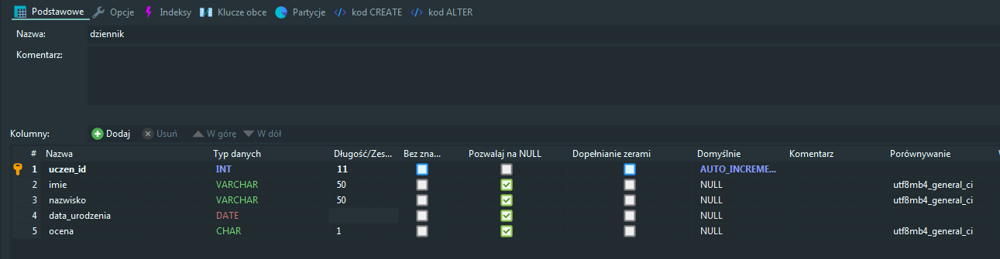 Podstawowe Opcje Indeksy Klucze obce Partycje </> kod CREATE </> kod ALTER
Nazwa: dziennik
Komentarz:
Kolumny: Dodaj Usuń W górę W dół
# Nazwa Typ danych Długość/Zes... Bez zna... Pozwalaj na NULL Dopełnianie zerami Domyślnie Komentarz Porównywanie
1 uczen_id INT 11 AUTO_INCREME...
2 imie VARCHAR 50 NULL utf8mb4_general_ci
3 nazwisko VARCHAR 50 NULL utf8mb4_general_ci
4 data_urodzenia DATE NULL
5 ocena CHAR 1 NULL utf8mb4_general_ci